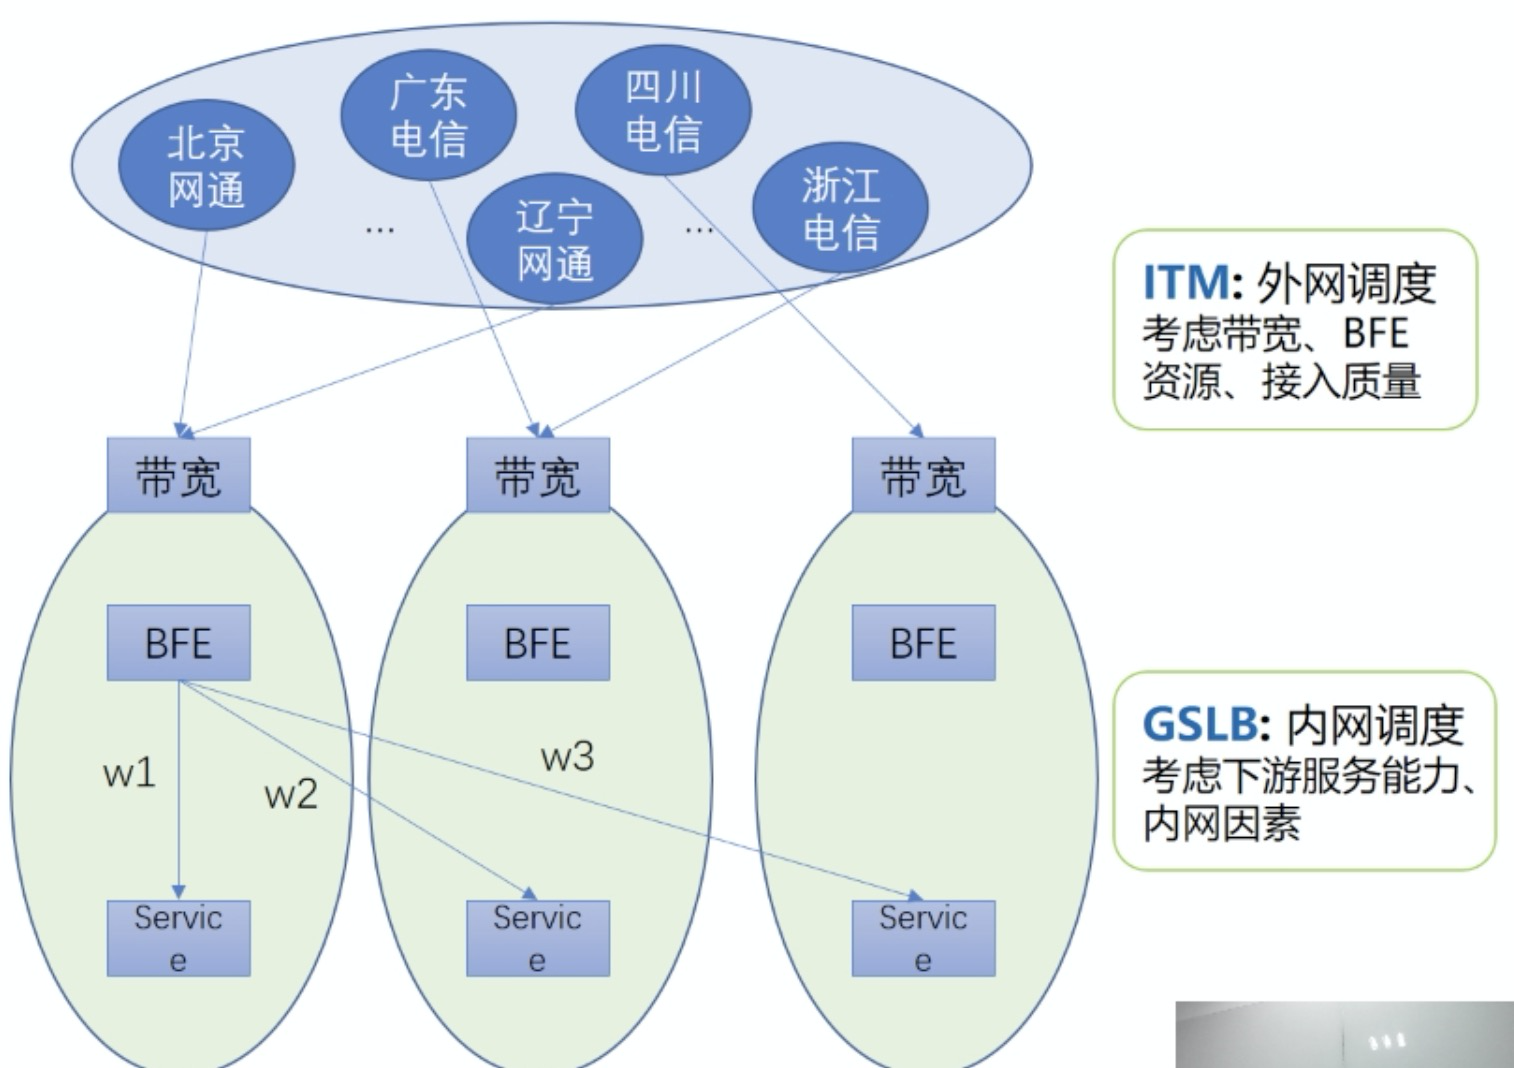 北京
网通
广东
电信
四川
电信
辽宁
网通
浙江
电信
...
...
ITM: 外网调度
考虑带宽、BFE
资源、接入质量
带宽
带宽
带宽
BFE
BFE
BFE
w1
w2
w3
GSLB: 内网调度
考虑下游服务能力、
内网因素
Servic
e
Servic
e
Servic
e